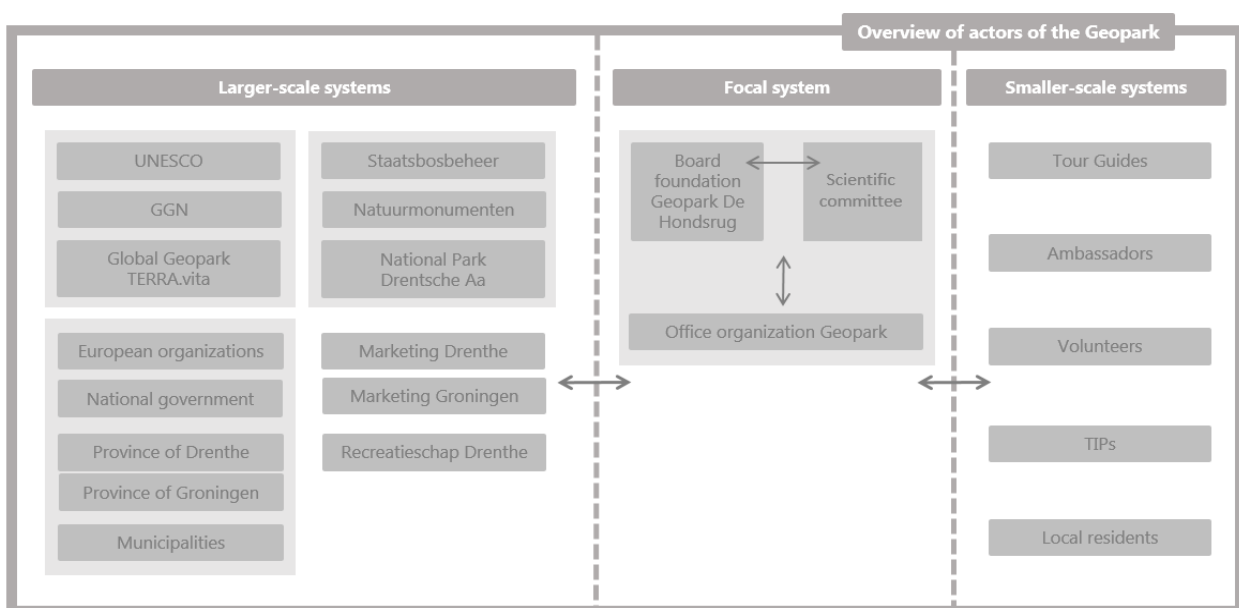 Overview of actors of the Geopark
Larger-scale systems
UNESCO
GGN
Global Geopark
TERRA.vita
European organizations
National government
Province of Drenthe
Province of Groningen
Municipalities
Staatsbosbeheer
Natuurmonumenten
National Park
Drentsche Aa
Marketing Drenthe
Marketing Groningen
Recreatieschap Drenthe
Focal system
Board
foundation
Geopark De
Hondsrug
Scientific
committee
Office organization Geopark
Smaller-scale systems
Tour Guides
Ambassadors
Volunteers
TIPs
Local residents